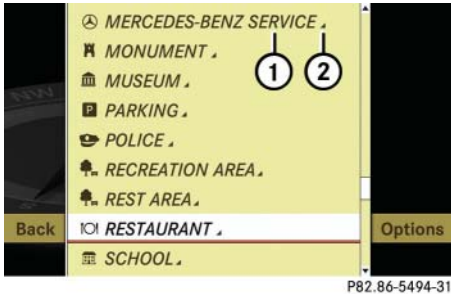 MERCEDES-BENZ SERVICE
MONUMENT
1 2
MUSEUM
P PARKING
POLICE
RECREATION AREA
REST AREA
Back RESTAURANT Options
SCHOOL
P82.86-5494-31